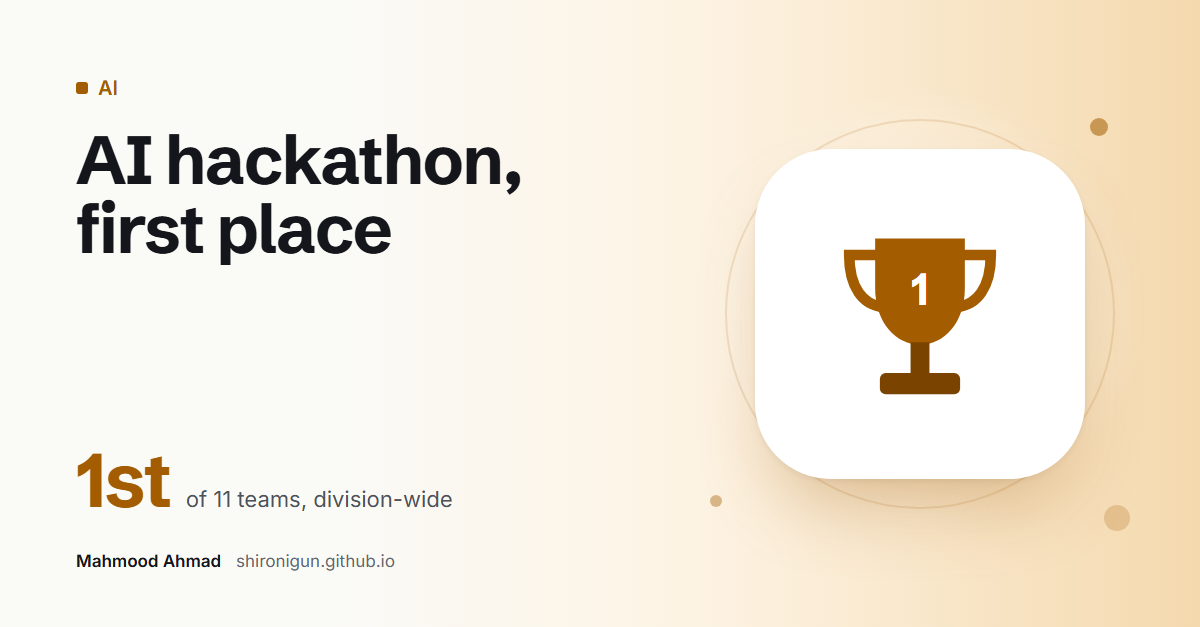 AI
AI hackathon,
first place
1
1st of 11 teams, division-wide
Mahmood Ahmad shironigun.github.io